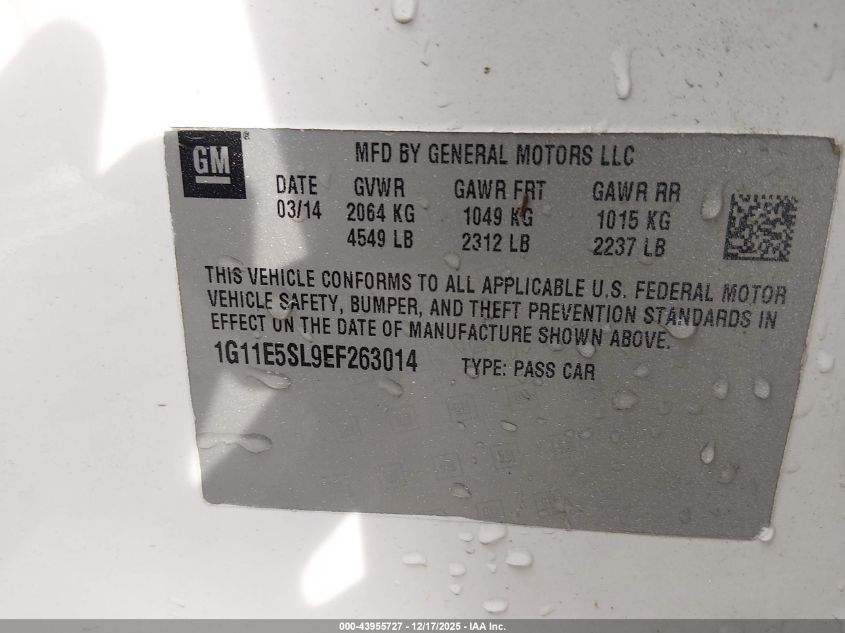 GM ®
MFD BY GENERAL MOTORS LLC
DATE GVWR GAWR FRT GAWR RR
03/14 2064 KG 1049 KG 1015 KG
4549 LB 2312 LB 2237 LB
THIS VEHICLE CONFORMS TO ALL APPLICABLE U.S. FEDERAL MOTOR
VEHICLE SAFETY, BUMPER, AND THEFT PREVENTION STANDARDS IN
EFFECT ON THE DATE OF MANUFACTURE SHOWN ABOVE.
1G11E5SL9EF263014 TYPE: PASS CAR
000-43955727 - 12/17/2025 - IAA Inc.